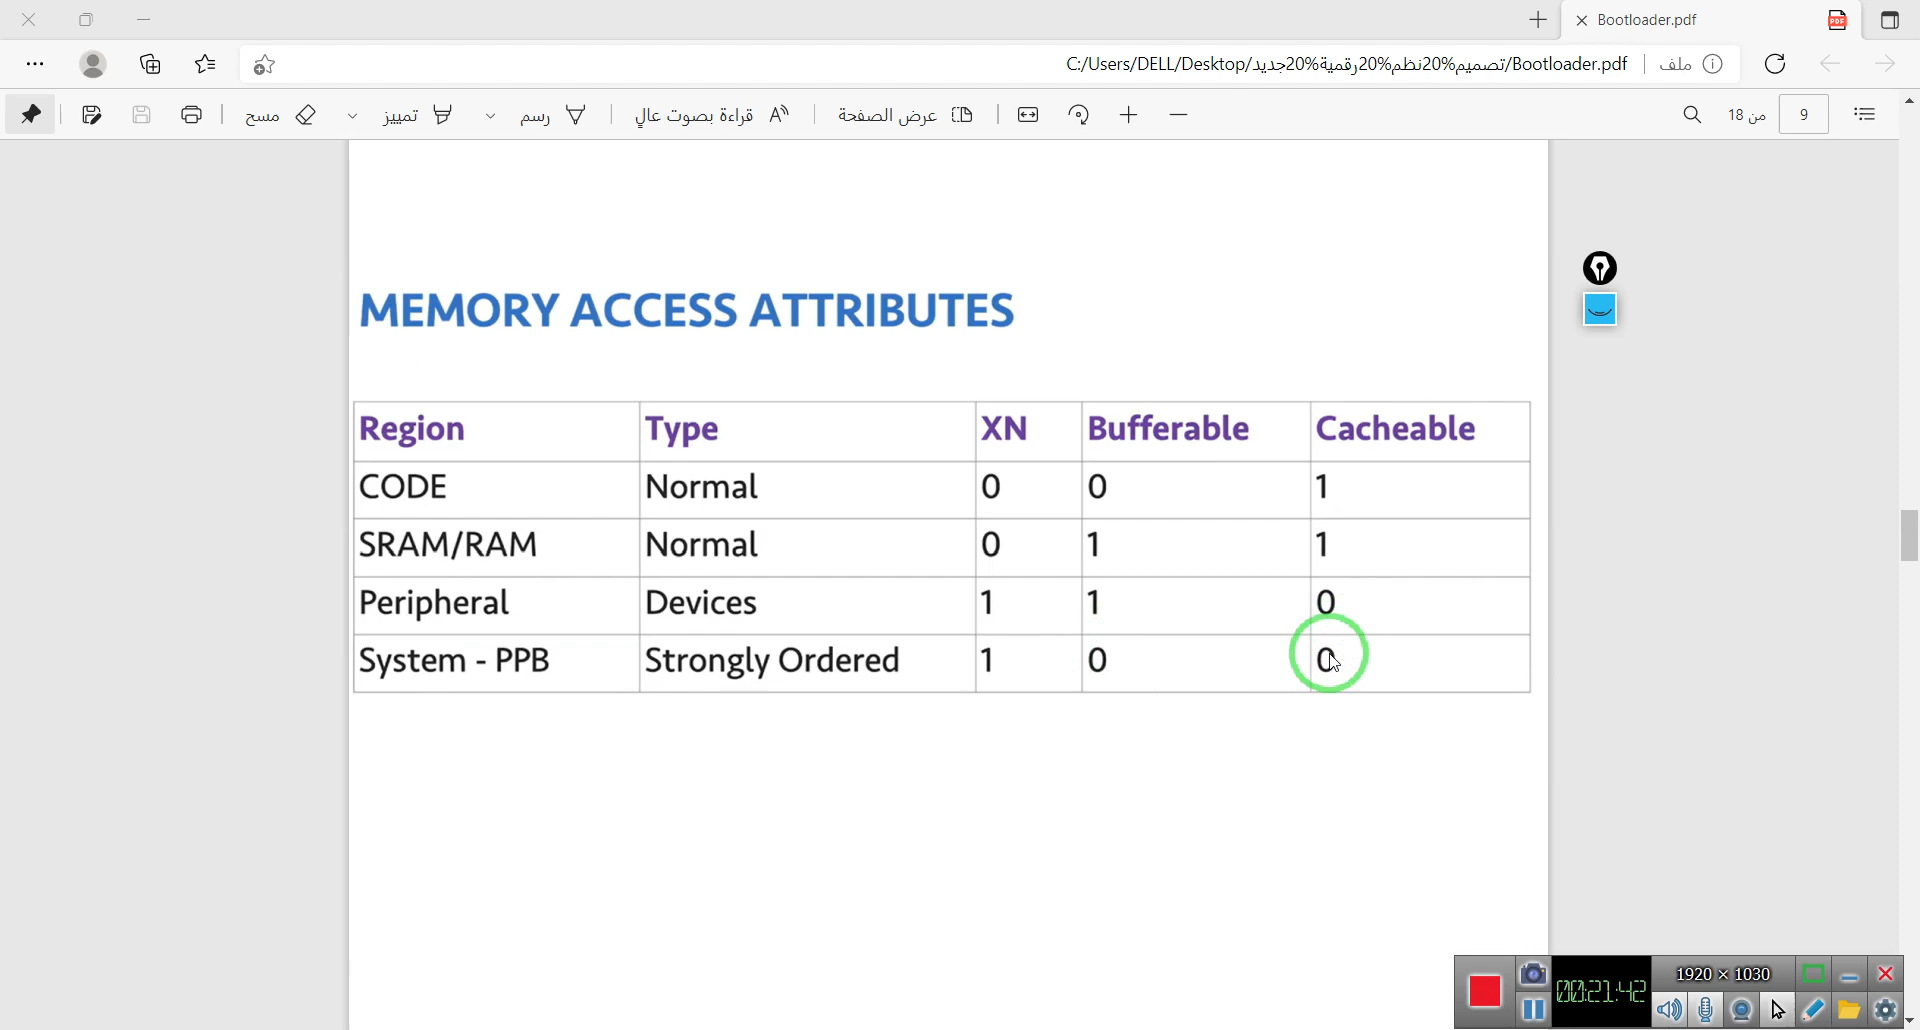 Bootloader.pdf
ملف C:/Users/DELL/Desktop/تصميم%20نظم%20رقمية%20جديد/Bootloader.pdf
9 من 18 عرض الصفحة قراءة بصوت عالٍ رسم تمييز مسح
MEMORY ACCESS ATTRIBUTES
Region Type XN Bufferable Cacheable
CODE Normal 0 0 1
SRAM/RAM Normal 0 1 1
Peripheral Devices 1 1 0
System - PPB Strongly Ordered 1 0 0
1920 × 1030
00:21:42